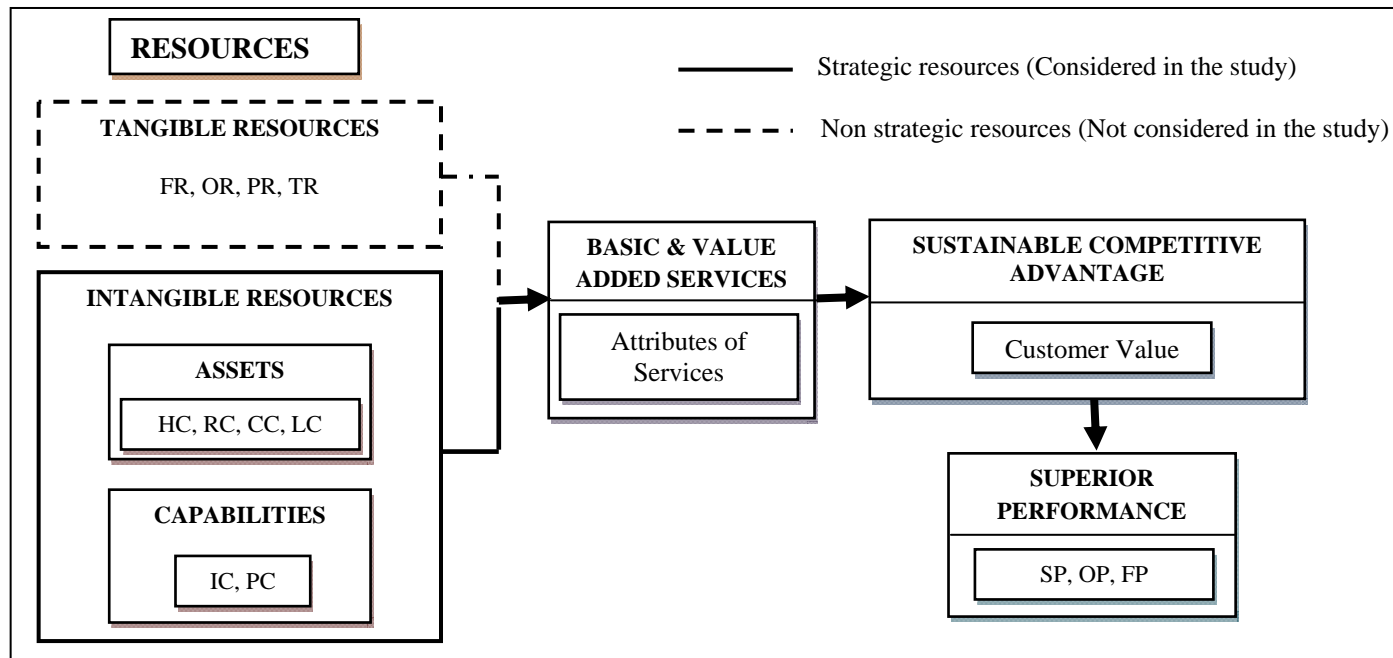 RESOURCES
Strategic resources (Considered in the study)
Non strategic resources (Not considered in the study)
TANGIBLE RESOURCES
FR, OR, PR, TR
INTANGIBLE RESOURCES
ASSETS
HC, RC, CC, LC
CAPABILITIES
IC, PC
BASIC & VALUE
ADDED SERVICES
Attributes of
Services
SUSTAINABLE COMPETITIVE
ADVANTAGE
Customer Value
SUPERIOR
PERFORMANCE
SP, OP, FP